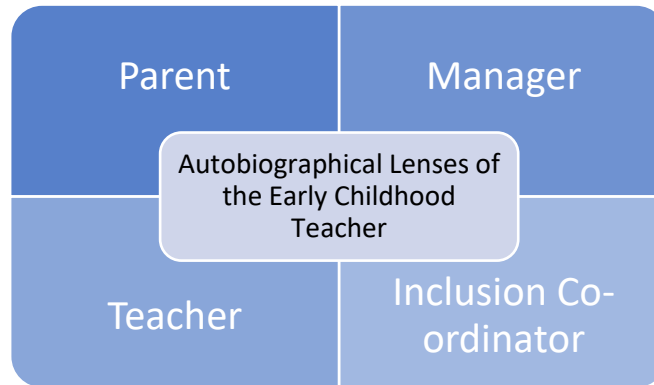 Parent
Manager
Autobiographical Lenses of
the Early Childhood
Teacher
Teacher
Inclusion Co-
ordinator